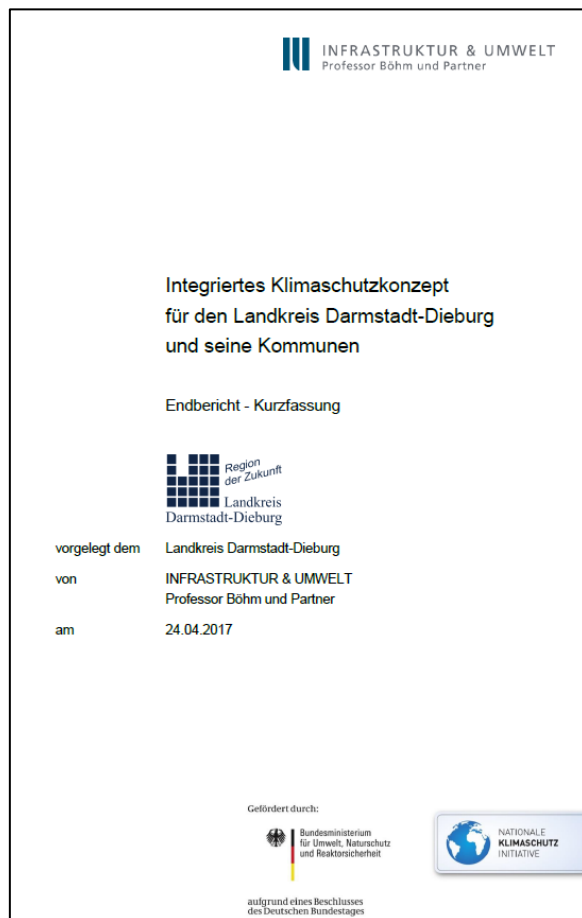 INFRASTRUKTUR & UMWELT
Professor Böhm und Partner
Integriertes Klimaschutzkonzept
für den Landkreis Darmstadt-Dieburg
und seine Kommunen
Endbericht - Kurzfassung
Region
der Zukunft
Landkreis
Darmstadt-Dieburg
vorgelegt dem Landkreis Darmstadt-Dieburg
von INFRASTRUKTUR & UMWELT
Professor Böhm und Partner
am 24.04.2017
Gefördert durch:
Bundesministerium
für Umwelt, Naturschutz
und Reaktorsicherheit
aufgrund eines Beschlusses
des Deutschen Bundestages
NATIONALE
KLIMASCHUTZ
INITIATIVE